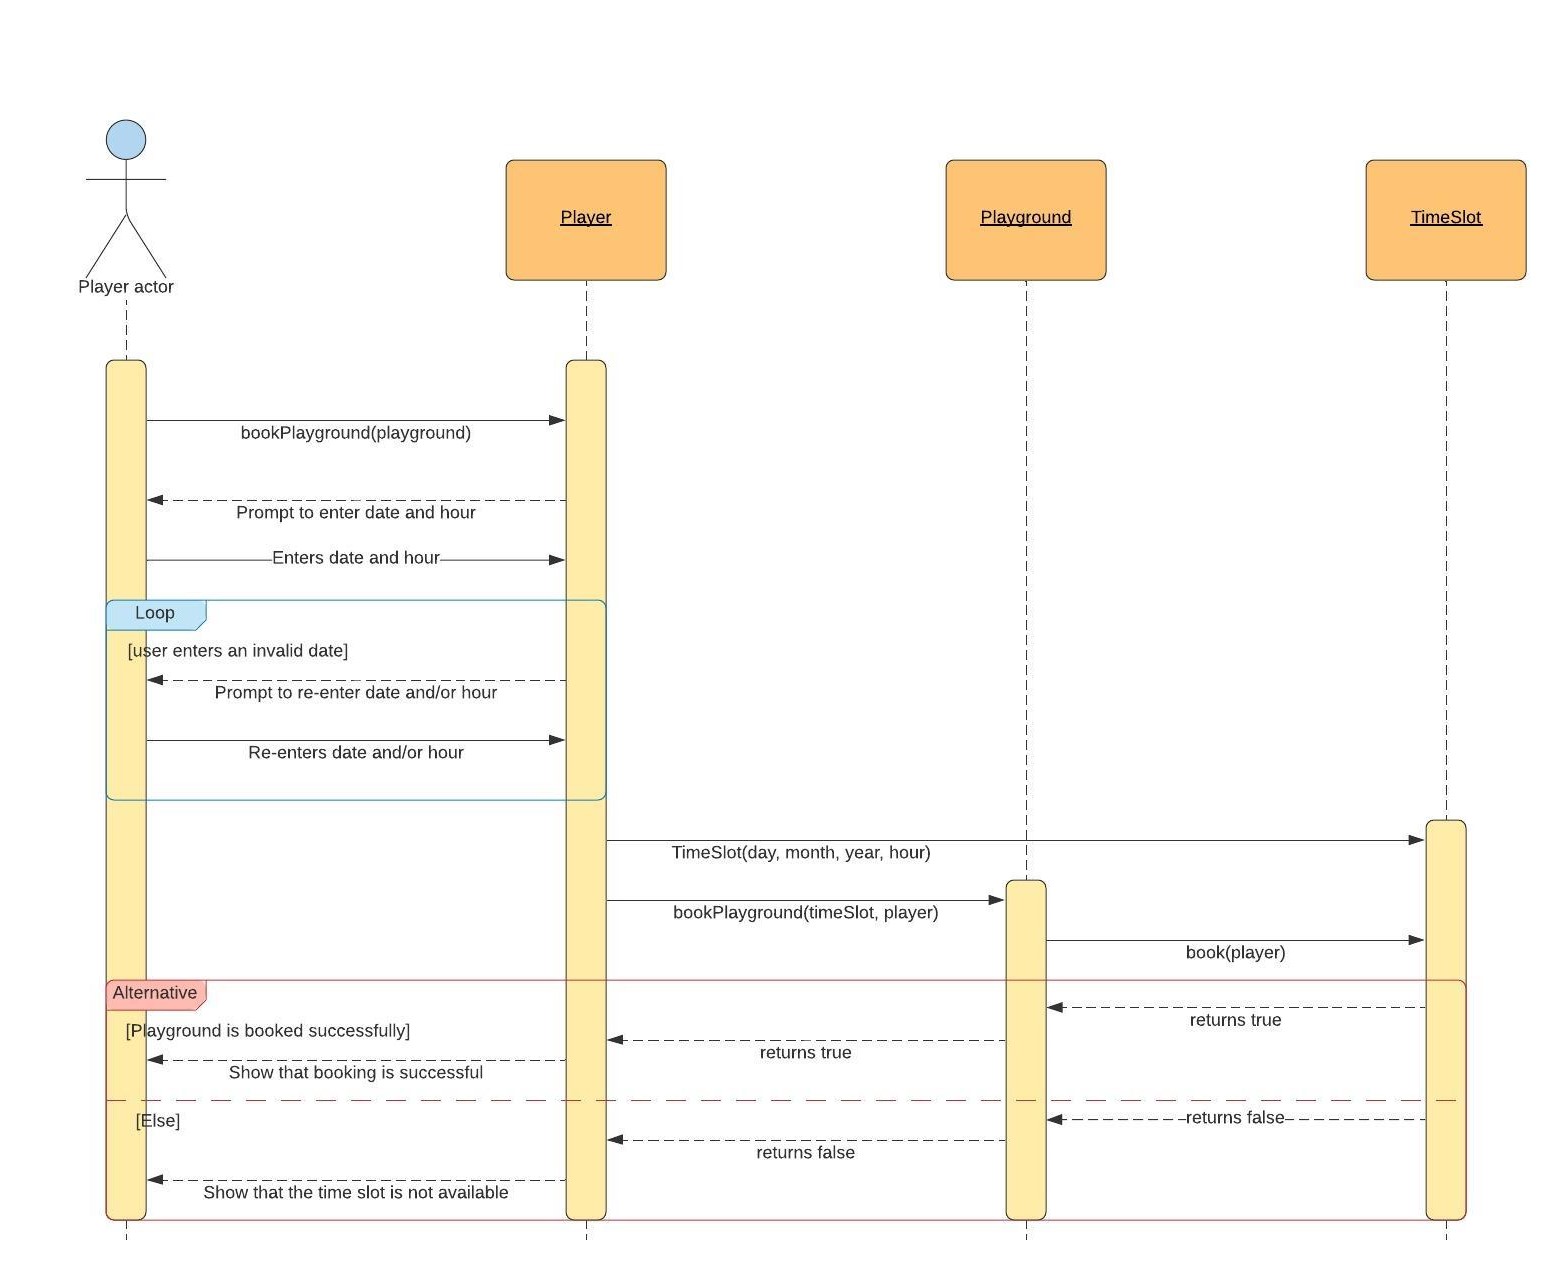 Player actor
Player
Playground
TimeSlot
bookPlayground(playground)
Prompt to enter date and hour
Enters date and hour
Loop
[user enters an invalid date]
Prompt to re-enter date and/or hour
Re-enters date and/or hour
TimeSlot(day, month, year, hour)
bookPlayground(timeSlot, player)
book(player)
Alternative
returns true
[Playground is booked successfully]
returns true
Show that booking is successful
[Else]
returns false
returns false
Show that the time slot is not available